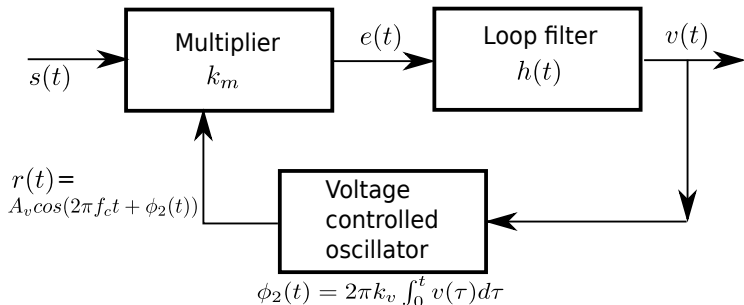 Multiplier
k_m
e(t)
Loop filter
h(t)
v(t)
s(t)
r(t)=
A_v cos(2πf_c t + ϕ_2(t))
Voltage
controlled
oscillator
ϕ_2(t) = 2πk_v ∫_0^t v(τ)dτ